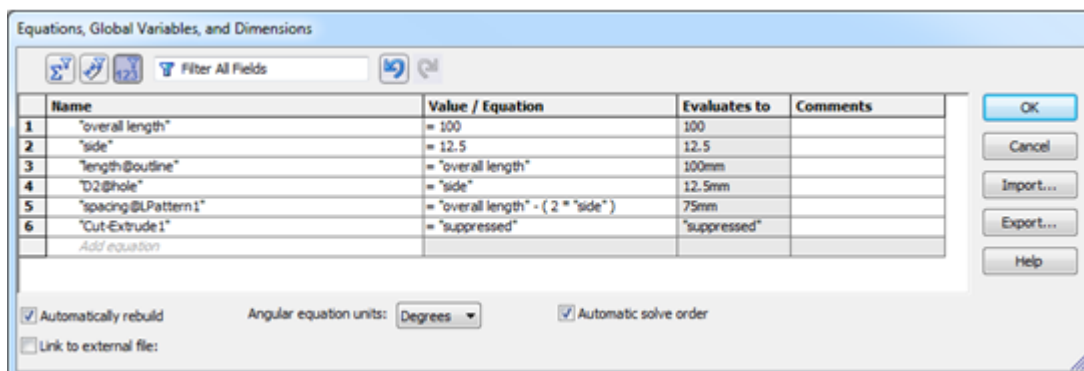 Equations, Global Variables, and Dimensions
Filter All Fields
Name Value / Equation Evaluates to Comments
1 "overall length" = 100 100
2 "side" = 12.5 12.5
3 "length@outline" = "overall length" 100mm
4 "D2@hole" = "side" 12.5mm
5 "spacing@LPattern1" = "overall length" - ( 2 * "side" ) 75mm
6 "Cut-Extrude1" = "suppressed" "suppressed"
Add equation
OK
Cancel
Import...
Export...
Help
Automatically rebuild Angular equation units: Degrees Automatic solve order
Link to external file: